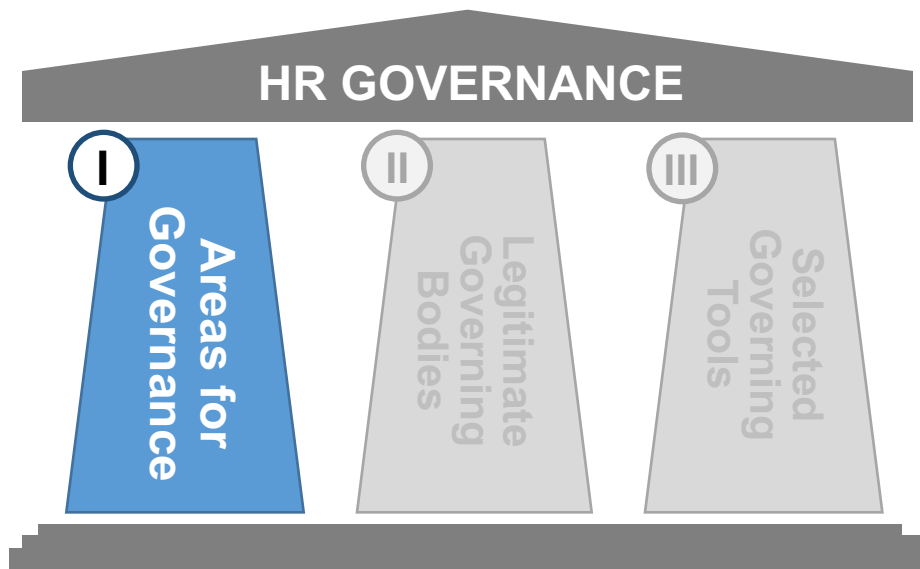 HR GOVERNANCE
I
Areas for
Governance
II
Legitimate
Governing
Bodies
III
Selected
Governing
Tools